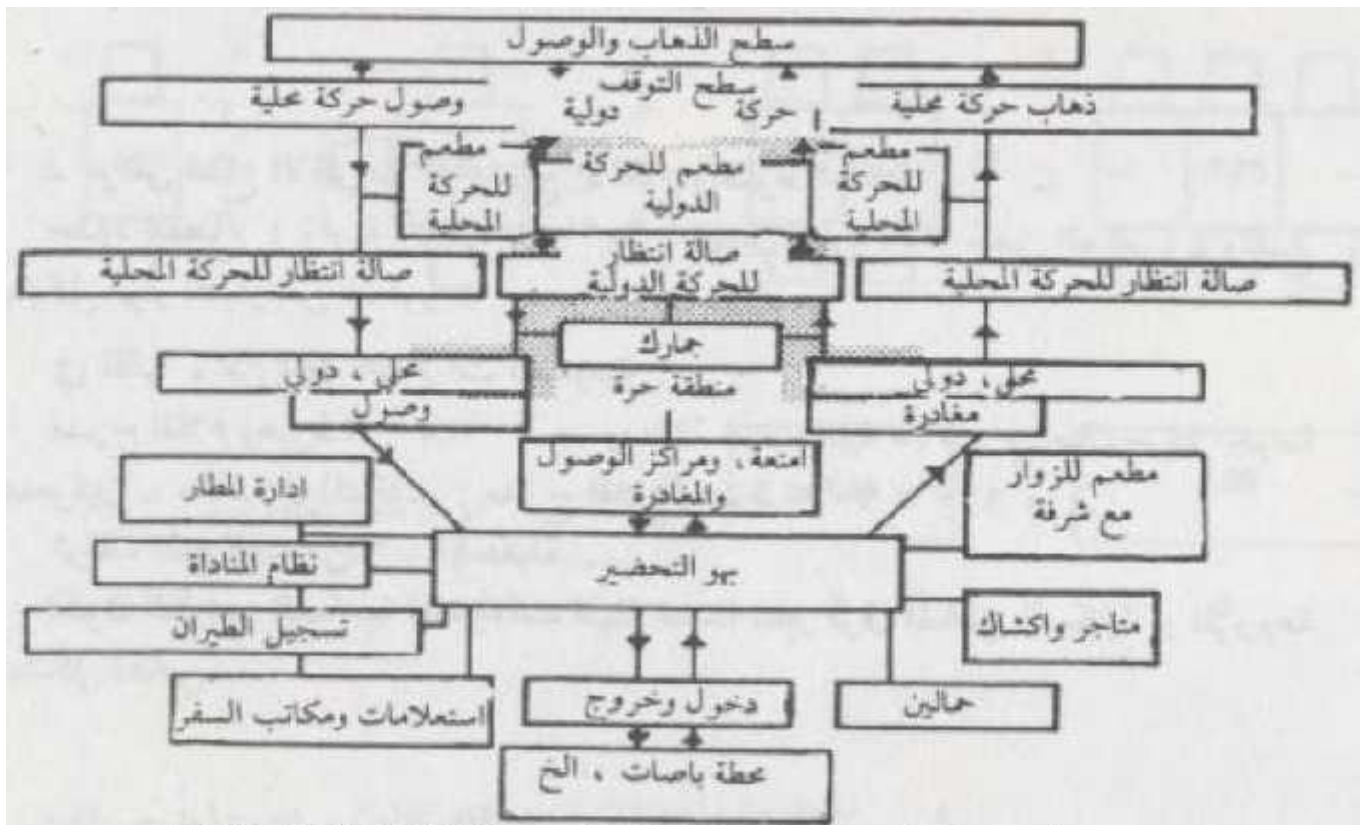 سطح الذهاب والوصول
سطح التوقف
ذهاب حركة محلية
حركة دولية
وصول حركة محلية
مطعم
للحركة
المحلية
مطعم للحركة
الدولية
مطعم
للحركة
المحلية
صالة انتظار للحركة المحلية
صالة انتظار
للحركة الدولية
صالة انتظار للحركة المحلية
جمارك
محلي، دولي
مغادرة
منطقة حرة
محلي، دولي
وصول
امتعة، ومراكز الوصول
والمغادرة
مطعم للزوار
مع شرفة
ادارة المطار
بهو التحضير
نظام المناداة
متاجر واكشاك
تسجيل الطيران
حمالين
دخول وخروج
استعلامات ومكاتب السفر
محطة باصات ، الخ